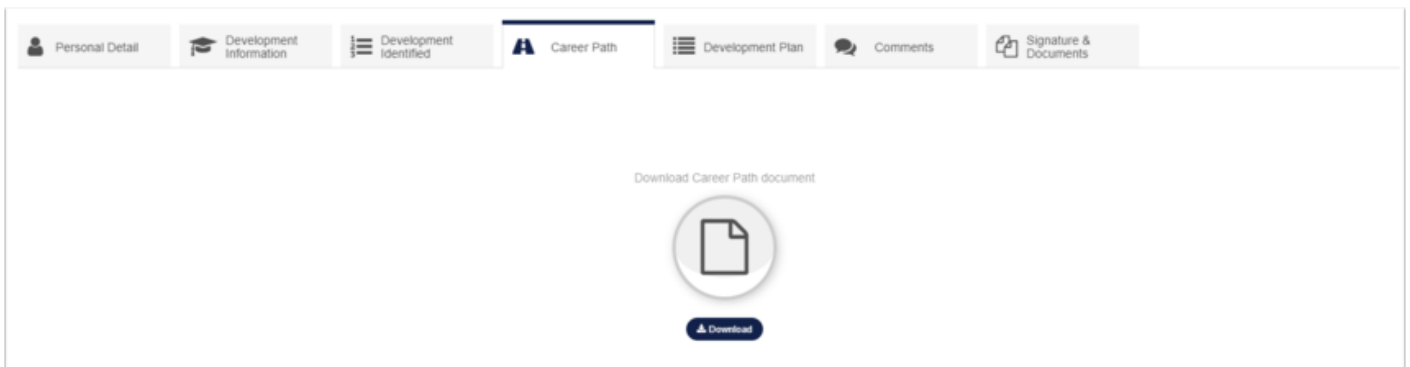 Personal Detail
Development
Information
Development
Identified
Career Path
Development Plan
Comments
Signature &
Documents
Download Career Path document
Download